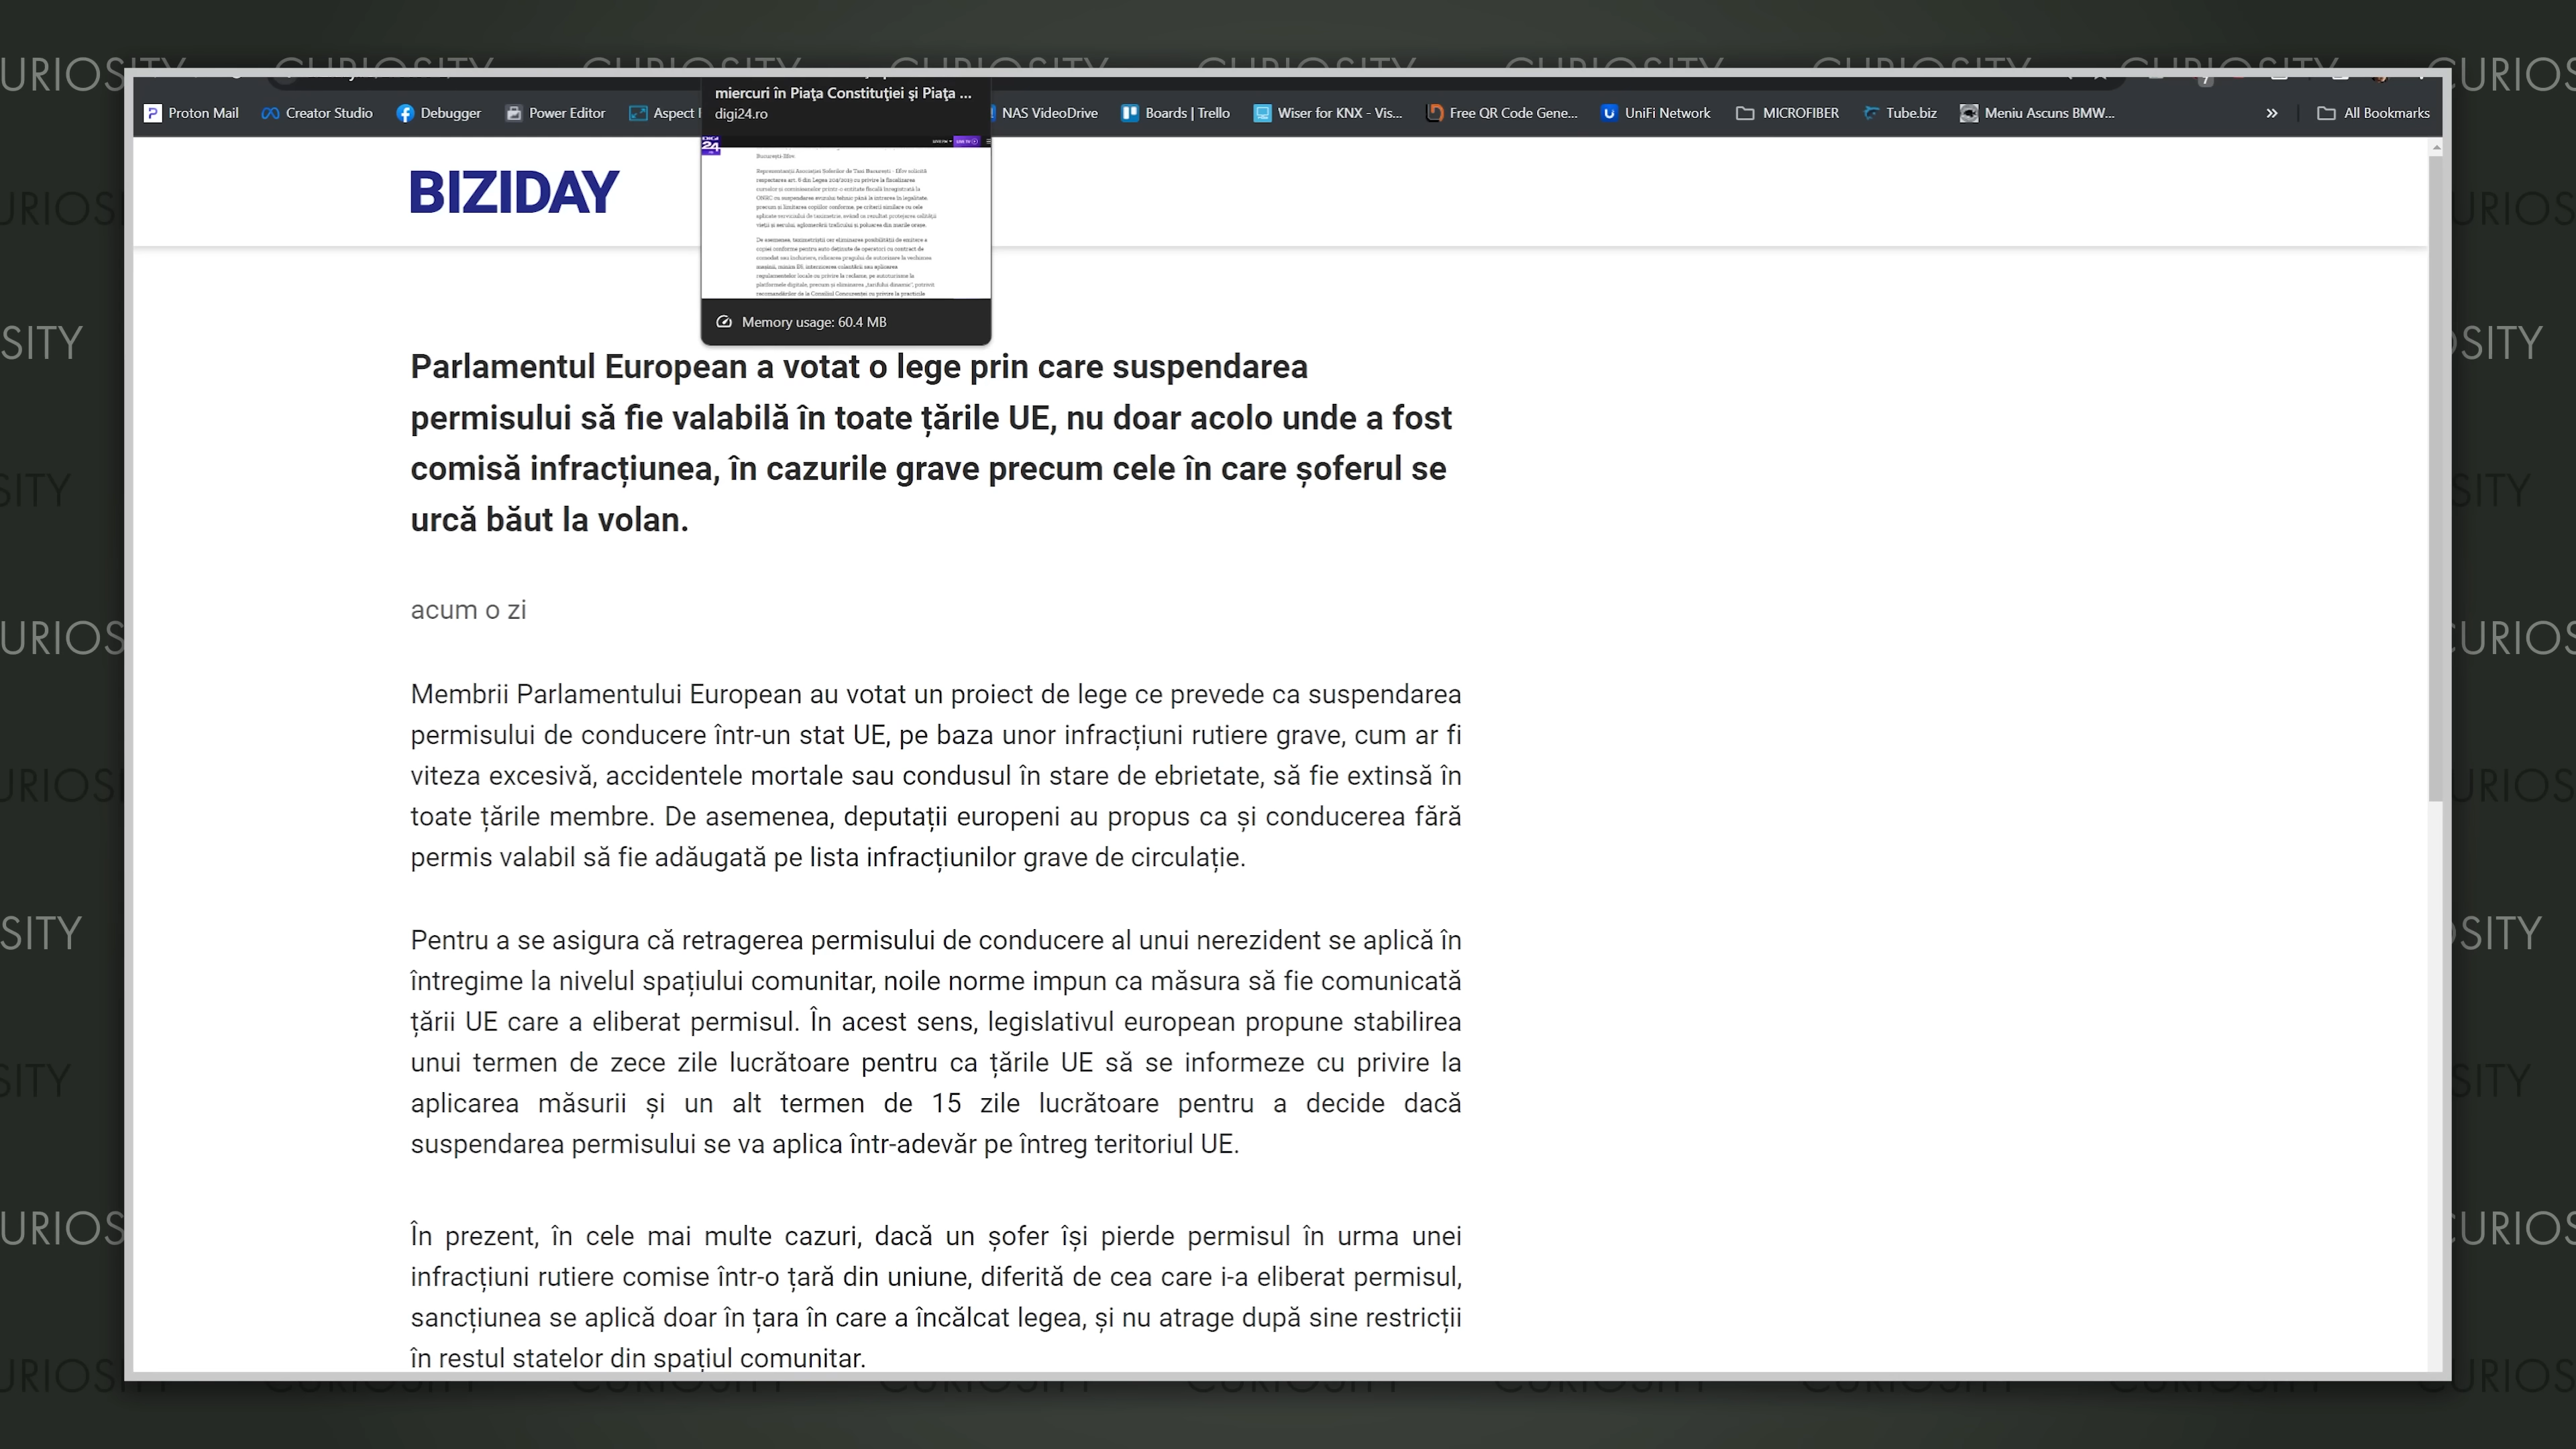 miercuri în Piața Constituției și Piața ...
digi24.ro
Proton Mail
Creator Studio
Debugger
Power Editor
Aspect
NAS VideoDrive
Boards | Trello
Wiser for KNX - Vis...
Free QR Code Gene...
UniFi Network
MICROFIBER
Tube.biz
Meniu Ascuns BMW...
»
All Bookmarks
BIZIDAY
Memory usage: 60.4 MB
Parlamentul European a votat o lege prin care suspendarea
permisului să fie valabilă în toate țările UE, nu doar acolo unde a fost
comisă infracțiunea, în cazurile grave precum cele în care șoferul se
urcă băut la volan.
acum o zi
Membrii Parlamentului European au votat un proiect de lege ce prevede ca suspendarea
permisului de conducere într-un stat UE, pe baza unor infracțiuni rutiere grave, cum ar fi
viteza excesivă, accidentele mortale sau condusul în stare de ebrietate, să fie extinsă în
toate țările membre. De asemenea, deputații europeni au propus ca și conducerea fără
permis valabil să fie adăugată pe lista infracțiunilor grave de circulație.
Pentru a se asigura că retragerea permisului de conducere al unui nerezident se aplică în
întregime la nivelul spațiului comunitar, noile norme impun ca măsura să fie comunicată
țării UE care a eliberat permisul. În acest sens, legislativul european propune stabilirea
unui termen de zece zile lucrătoare pentru ca țările UE să se informeze cu privire la
aplicarea măsurii și un alt termen de 15 zile lucrătoare pentru a decide dacă
suspendarea permisului se va aplica într-adevăr pe întreg teritoriul UE.
În prezent, în cele mai multe cazuri, dacă un șofer își pierde permisul în urma unei
infracțiuni rutiere comise într-o țară din uniune, diferită de cea care i-a eliberat permisul,
sancțiunea se aplică doar în țara în care a încălcat legea, și nu atrage după sine restricții
în restul statelor din spațiul comunitar.